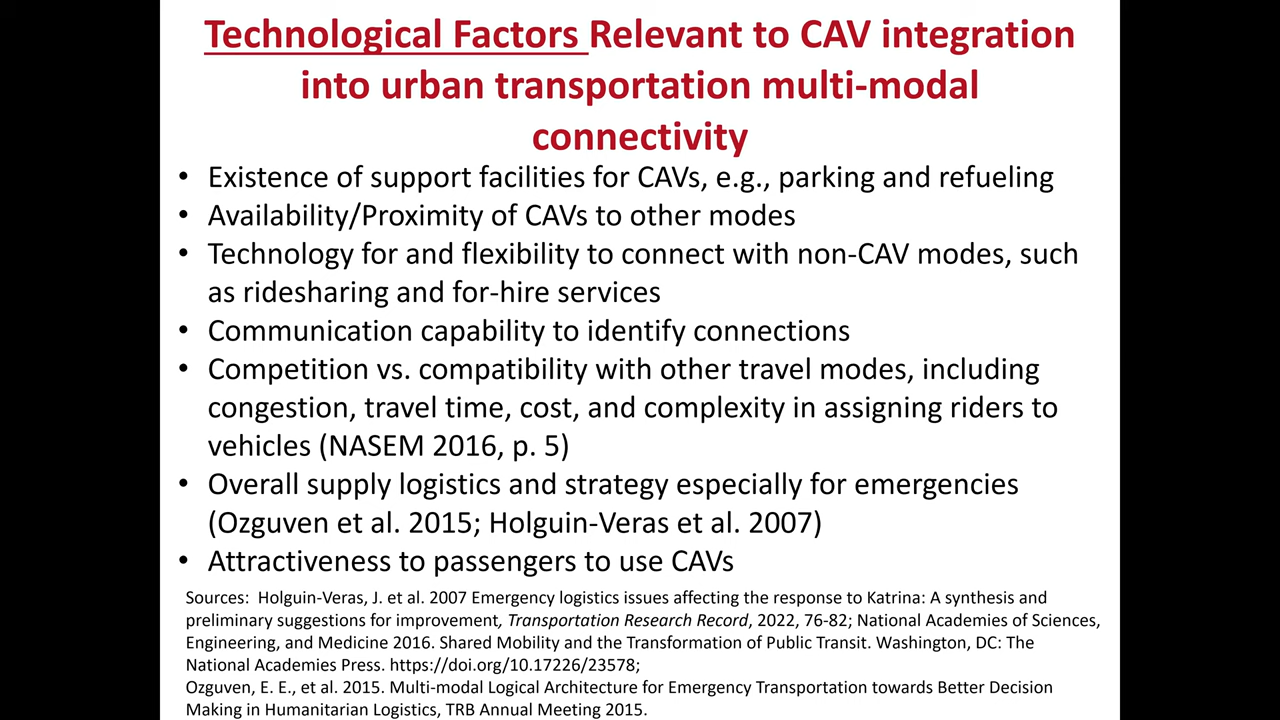 Technological Factors Relevant to CAV integration
into urban transportation multi-modal
connectivity
• Existence of support facilities for CAVs, e.g., parking and refueling
• Availability/Proximity of CAVs to other modes
• Technology for and flexibility to connect with non-CAV modes, such
as ridesharing and for-hire services
• Communication capability to identify connections
• Competition vs. compatibility with other travel modes, including
congestion, travel time, cost, and complexity in assigning riders to
vehicles (NASEM 2016, p. 5)
• Overall supply logistics and strategy especially for emergencies
(Ozguven et al. 2015; Holguin-Veras et al. 2007)
• Attractiveness to passengers to use CAVs
Sources: Holguin-Veras, J. et al. 2007 Emergency logistics issues affecting the response to Katrina: A synthesis and
preliminary suggestions for improvement, Transportation Research Record, 2022, 76-82; National Academies of Sciences,
Engineering, and Medicine 2016. Shared Mobility and the Transformation of Public Transit. Washington, DC: The
National Academies Press. https://doi.org/10.17226/23578;
Ozguven, E. E., et al. 2015. Multi-modal Logical Architecture for Emergency Transportation towards Better Decision
Making in Humanitarian Logistics, TRB Annual Meeting 2015.